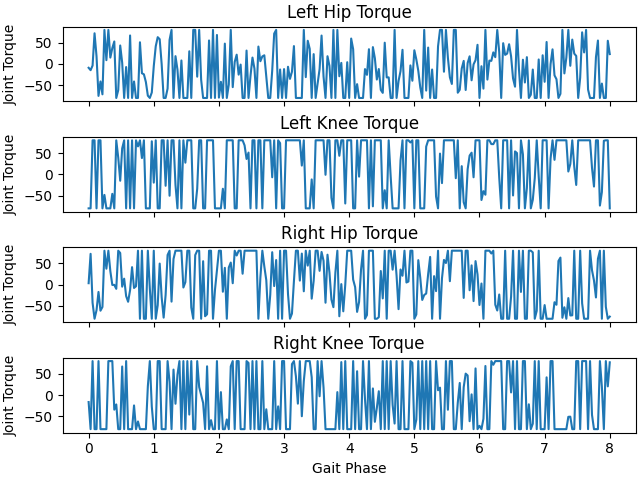 Left Hip Torque
Joint Torque
50
0
−50
Left Knee Torque
Joint Torque
50
0
−50
Right Hip Torque
Joint Torque
50
0
−50
Right Knee Torque
Joint Torque
50
0
−50
0 1 2 3 4 5 6 7 8
Gait Phase